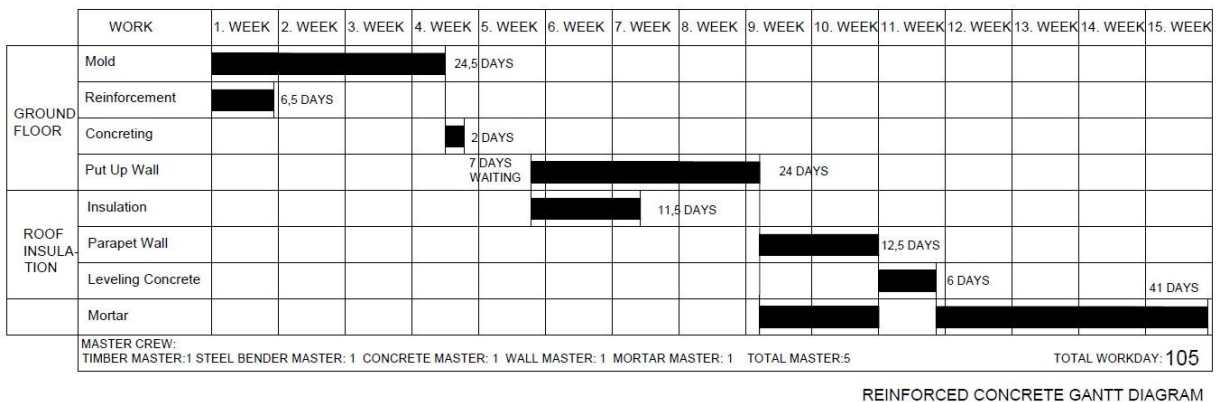 WORK 1. WEEK 2. WEEK 3. WEEK 4. WEEK 5. WEEK 6. WEEK 7. WEEK 8. WEEK 9. WEEK 10. WEEK 11. WEEK 12. WEEK 13. WEEK 14. WEEK 15. WEEK
GROUND
FLOOR
Mold 24,5 DAYS
Reinforcement 6,5 DAYS
Concreting 2 DAYS
Put Up Wall 7 DAYS
WAITING 24 DAYS
ROOF
INSULA-
TION
Insulation 11,5 DAYS
Parapet Wall 12,5 DAYS
Leveling Concrete 6 DAYS 41 DAYS
Mortar
MASTER CREW:
TIMBER MASTER:1 STEEL BENDER MASTER: 1 CONCRETE MASTER: 1 WALL MASTER: 1 MORTAR MASTER: 1 TOTAL MASTER:5 TOTAL WORKDAY: 105
REINFORCED CONCRETE GANTT DIAGRAM